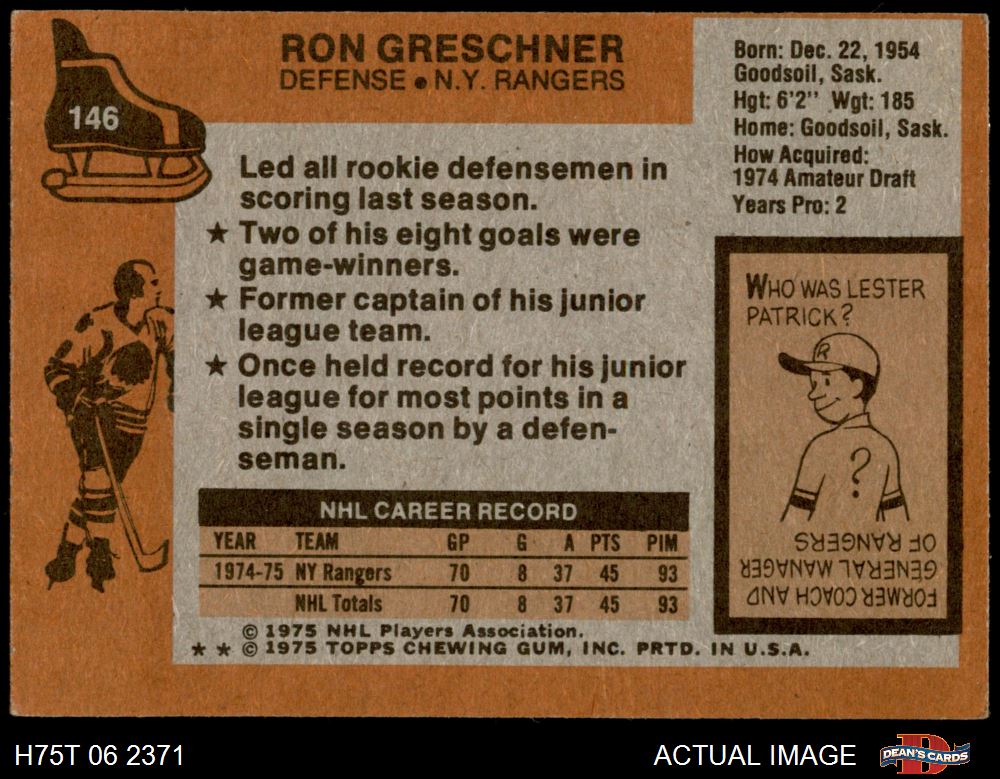 146
RON GRESCHNER
DEFENSE • N.Y. RANGERS
Led all rookie defensemen in
scoring last season.
★ Two of his eight goals were
game-winners.
★ Former captain of his junior
league team.
★ Once held record for his junior
league for most points in a
single season by a defen-
seman.
NHL CAREER RECORD
YEAR TEAM GP G A PTS PIM
1974-75 NY Rangers 70 8 37 45 93
NHL Totals 70 8 37 45 93
© 1975 NHL Players Association.
★ ★ © 1975 TOPPS CHEWING GUM, INC. PRTD. IN U.S.A.
Born: Dec. 22, 1954
Goodsoil, Sask.
Hgt: 6'2" Wgt: 185
Home: Goodsoil, Sask.
How Acquired:
1974 Amateur Draft
Years Pro: 2
WHO WAS LESTER
PATRICK?
R
?
FORMER COACH AND
GENERAL MANAGER
OF RANGERS
H75T 06 2371
ACTUAL IMAGE
D
DEAN'S CARDS